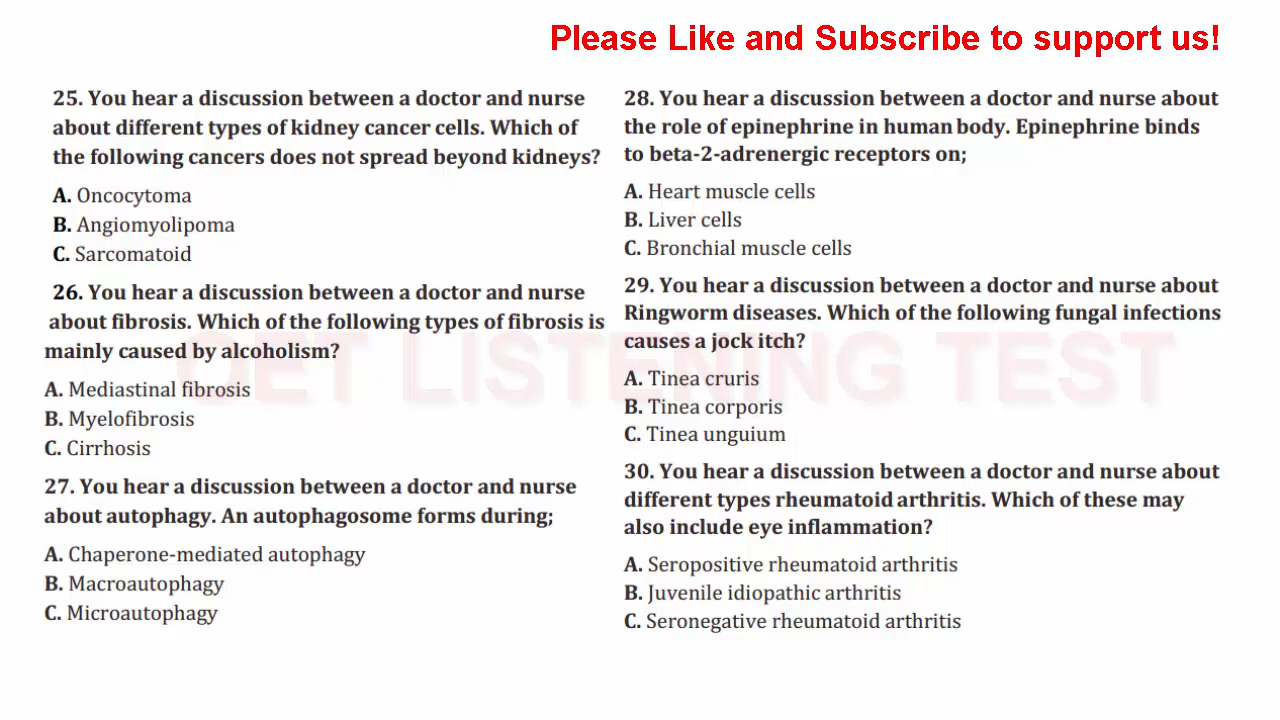 Please Like and Subscribe to support us!
25. You hear a discussion between a doctor and nurse
about different types of kidney cancer cells. Which of
the following cancers does not spread beyond kidneys?
A. Oncocytoma
B. Angiomyolipoma
C. Sarcomatoid
26. You hear a discussion between a doctor and nurse
about fibrosis. Which of the following types of fibrosis is
mainly caused by alcoholism?
A. Mediastinal fibrosis
B. Myelofibrosis
C. Cirrhosis
27. You hear a discussion between a doctor and nurse
about autophagy. An autophagosome forms during;
A. Chaperone-mediated autophagy
B. Macroautophagy
C. Microautophagy
28. You hear a discussion between a doctor and nurse about
the role of epinephrine in human body. Epinephrine binds
to beta-2-adrenergic receptors on;
A. Heart muscle cells
B. Liver cells
C. Bronchial muscle cells
29. You hear a discussion between a doctor and nurse about
Ringworm diseases. Which of the following fungal infections
causes a jock itch?
A. Tinea cruris
B. Tinea corporis
C. Tinea unguium
30. You hear a discussion between a doctor and nurse about
different types rheumatoid arthritis. Which of these may
also include eye inflammation?
A. Seropositive rheumatoid arthritis
B. Juvenile idiopathic arthritis
C. Seronegative rheumatoid arthritis
OET LISTENING TEST